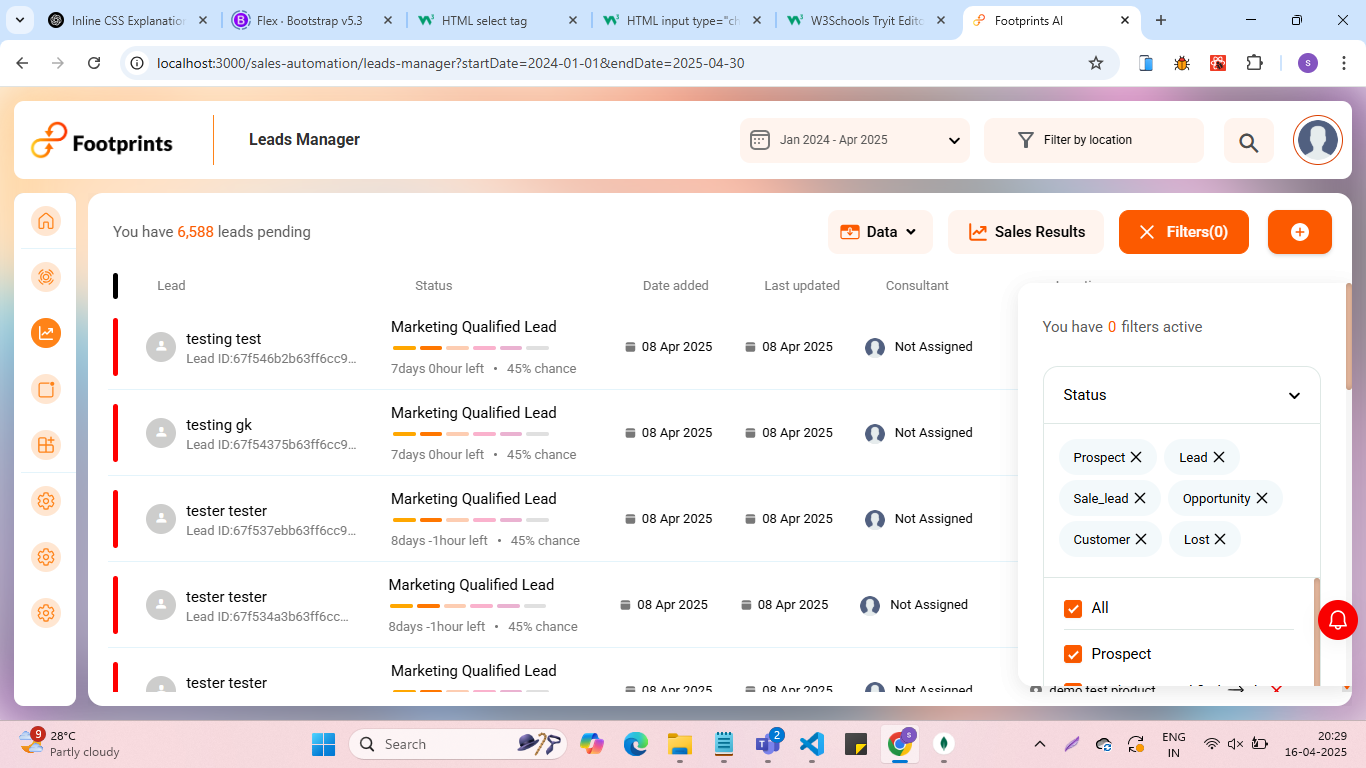 Inline CSS Explanation
Flex · Bootstrap v5.3
HTML select tag
HTML input type="ch
W3Schools Tryit Edito
Footprints AI
localhost:3000/sales-automation/leads-manager?startDate=2024-01-01&endDate=2025-04-30
S
Footprints
Leads Manager
Jan 2024 - Apr 2025
Filter by location
You have 6,588 leads pending
Data
Sales Results
Filters(0)
Lead Status Date added Last updated Consultant
testing test
Lead ID:67f546b2b63ff6cc9...
Marketing Qualified Lead
7days 0hour left • 45% chance
08 Apr 2025
08 Apr 2025
Not Assigned
testing gk
Lead ID:67f54375b63ff6cc9...
Marketing Qualified Lead
7days 0hour left • 45% chance
08 Apr 2025
08 Apr 2025
Not Assigned
tester tester
Lead ID:67f537ebb63ff6cc9...
Marketing Qualified Lead
8days -1hour left • 45% chance
08 Apr 2025
08 Apr 2025
Not Assigned
tester tester
Lead ID:67f534a3b63ff6cc...
Marketing Qualified Lead
8days -1hour left • 45% chance
08 Apr 2025
08 Apr 2025
Not Assigned
tester tester
Marketing Qualified Lead
08 Apr 2025
08 Apr 2025
Not Assigned
demo test product
You have 0 filters active
Status
Prospect
Lead
Sale_lead
Opportunity
Customer
Lost
All
Prospect
9
28°C
Partly cloudy
Search
2
S
ENG
IN
20:29
16-04-2025